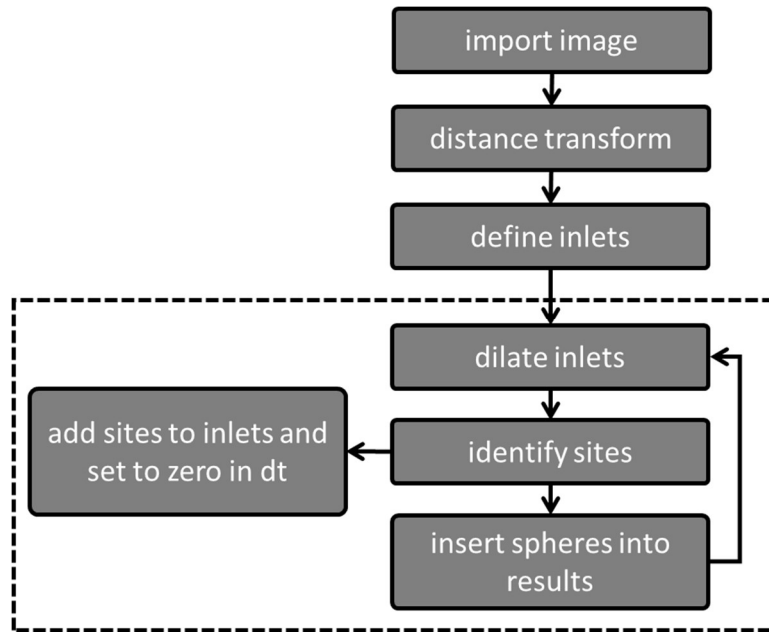 import image
distance transform
define inlets
dilate inlets
add sites to inlets and
set to zero in dt
identify sites
insert spheres into
results